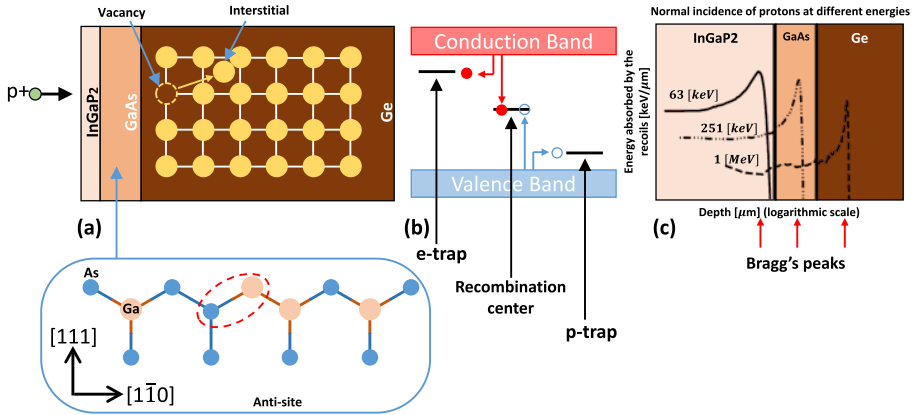 Vacancy
Interstitial
p+
InGaP2
GaAs
Ge
(a)
As
Ga
[111]
[11̅0]
Anti-site
Conduction Band
Valence Band
(b)
e-trap
Recombination
center
p-trap
Normal incidence of protons at different energies
Energy absorbed by the
recoils [keV/μm]
InGaP2
GaAs
Ge
63 [keV]
251 [keV]
1 [MeV]
(c)
Depth [μm] (logarithmic scale)
Bragg's peaks